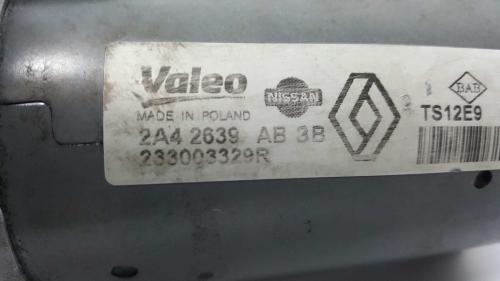 Valeo
MADE IN POLAND
NISSAN
BAB
TS12E9
2A4 2639 AB 3B
233003329R